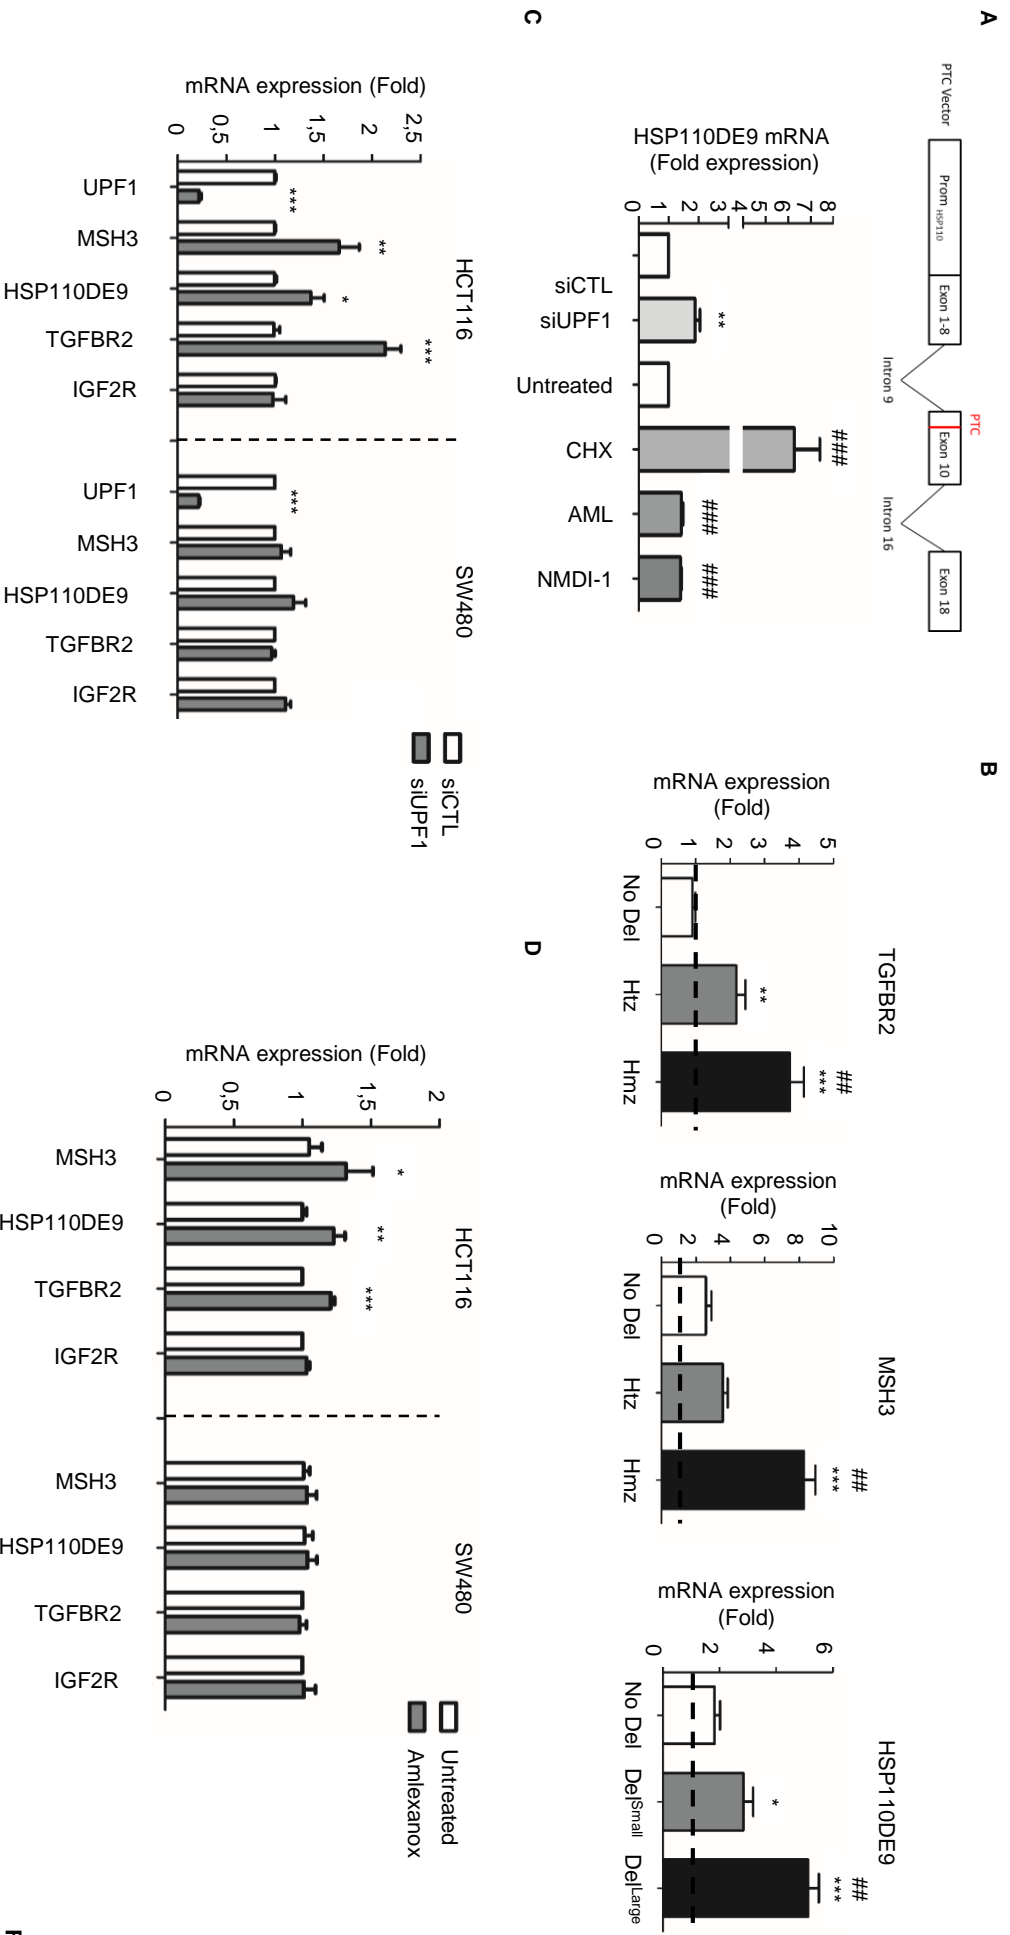 A
PTC Vector
Prom HSP110
Exon 1-8
Intron 9
PTC
Exon 10
Intron 16
Exon 18
HSP110DE9 mRNA
(Fold expression)
0 1 2 3 4 5 6 7 8
siCTL
siUPF1
**
Untreated
CHX
###
AML
###
NMDI-1
###
B
TGFBR2
mRNA expression
(Fold)
0 1 2 3 4 5
No Del
Htz
**
Hmz
##
***
MSH3
mRNA expression
(Fold)
0 2 4 6 8 10
No Del
Htz
Hmz
##
***
HSP110DE9
mRNA expression
(Fold)
0 2 4 6
No Del
DelSmall
*
DelLarge
##
***
C
mRNA expression (Fold)
0 0,5 1 1,5 2 2,5
HCT116
SW480
***
**
*
***
***
UPF1
MSH3
HSP110DE9
TGFBR2
IGF2R
UPF1
MSH3
HSP110DE9
TGFBR2
IGF2R
siCTL
siUPF1
D
mRNA expression (Fold)
0 0,5 1 1,5 2
HCT116
SW480
*
**
***
MSH3
HSP110DE9
TGFBR2
IGF2R
MSH3
HSP110DE9
TGFBR2
IGF2R
Untreated
Amlexanox